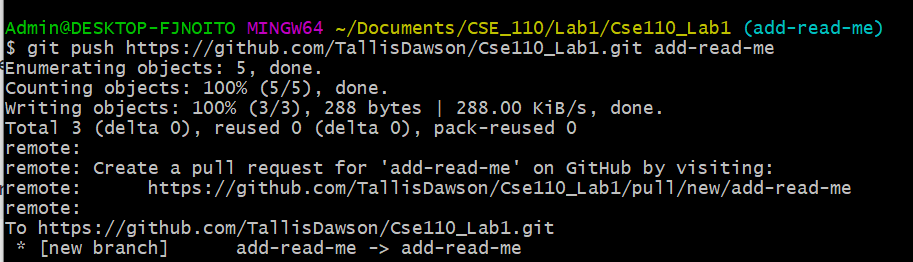 Admin@DESKTOP-FJNOITO MINGW64 ~/Documents/CSE_110/Lab1/Cse110_Lab1 (add-read-me)
$ git push https://github.com/TallisDawson/Cse110_Lab1.git add-read-me
Enumerating objects: 5, done.
Counting objects: 100% (5/5), done.
Writing objects: 100% (3/3), 288 bytes | 288.00 KiB/s, done.
Total 3 (delta 0), reused 0 (delta 0), pack-reused 0
remote:
remote: Create a pull request for 'add-read-me' on GitHub by visiting:
remote:      https://github.com/TallisDawson/Cse110_Lab1/pull/new/add-read-me
remote:
To https://github.com/TallisDawson/Cse110_Lab1.git
 * [new branch]      add-read-me -> add-read-me